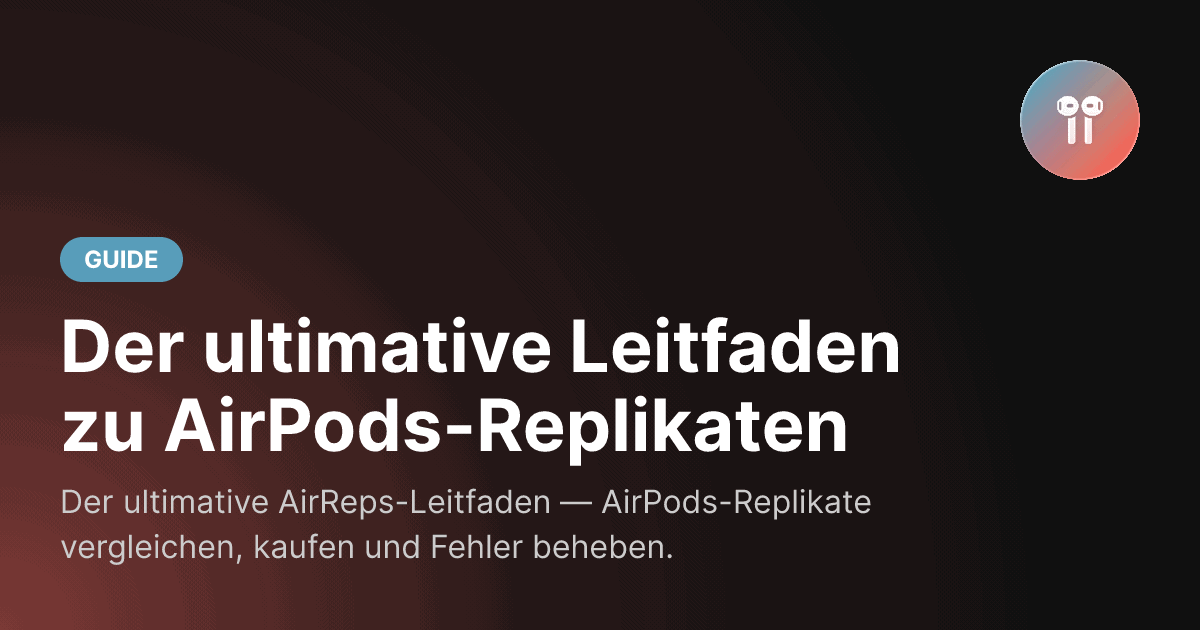 GUIDE
Der ultimative Leitfaden
zu AirPods-Replikaten
Der ultimative AirReps-Leitfaden — AirPods-Replikate
vergleichen, kaufen und Fehler beheben.